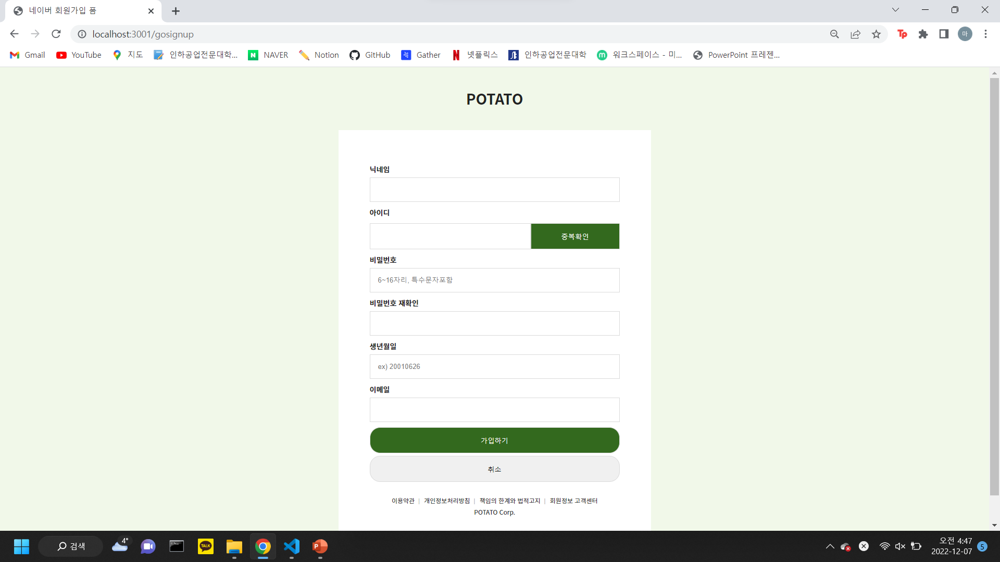 네이버 회원가입 폼
localhost:3001/gosignup
마
Gmail
YouTube
지도
인하공업전문대학...
NAVER
Notion
GitHub
Gather
넷플릭스
인하공업전문대학
워크스페이스 - 미...
PowerPoint 프레젠...
POTATO
닉네임
아이디
중복확인
비밀번호
6~16자리, 특수문자포함
비밀번호 재확인
생년월일
ex) 20010626
이메일
가입하기
취소
이용약관 | 개인정보처리방침 | 책임의 한계와 법적고지 | 회원정보 고객센터
POTATO Corp.
검색
4°
TALK
오전 4:47
2022-12-07
5